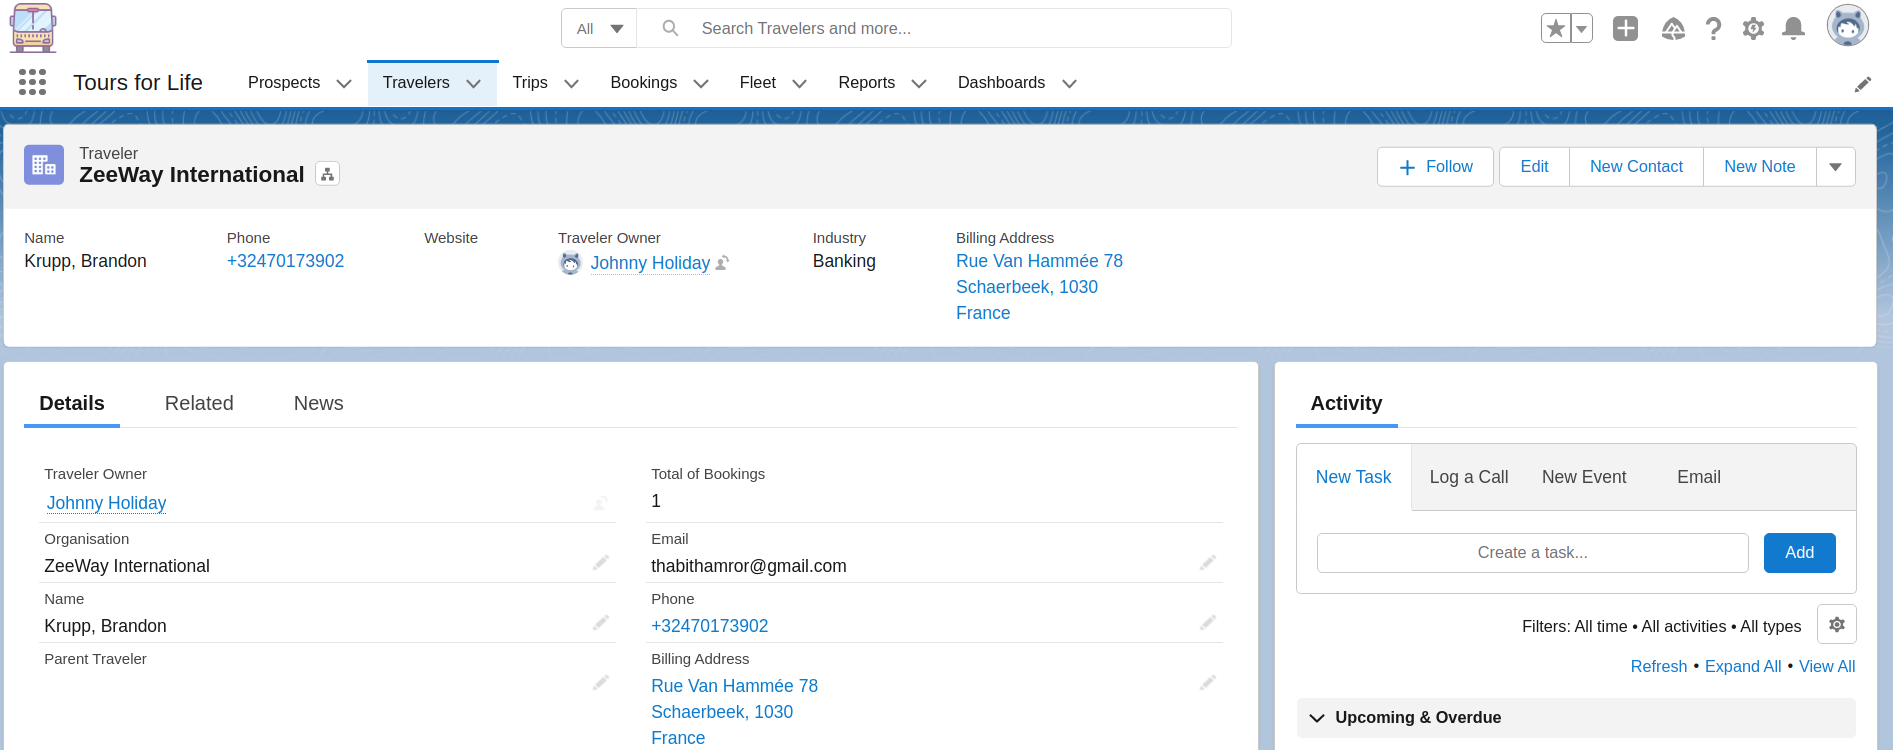 All
Search Travelers and more...
Tours for Life
Prospects
Travelers
Trips
Bookings
Fleet
Reports
Dashboards
Traveler
ZeeWay International
Follow
Edit
New Contact
New Note
Name
Krupp, Brandon
Phone
+32470173902
Website
Traveler Owner
Johnny Holiday
Industry
Banking
Billing Address
Rue Van Hammée 78
Schaerbeek, 1030
France
Details
Related
News
Traveler Owner
Johnny Holiday
Organisation
ZeeWay International
Name
Krupp, Brandon
Parent Traveler
Total of Bookings
1
Email
thabithamror@gmail.com
Phone
+32470173902
Billing Address
Rue Van Hammée 78
Schaerbeek, 1030
France
Activity
New Task
Log a Call
New Event
Email
Create a task...
Add
Filters: All time • All activities • All types
Refresh • Expand All • View All
Upcoming & Overdue